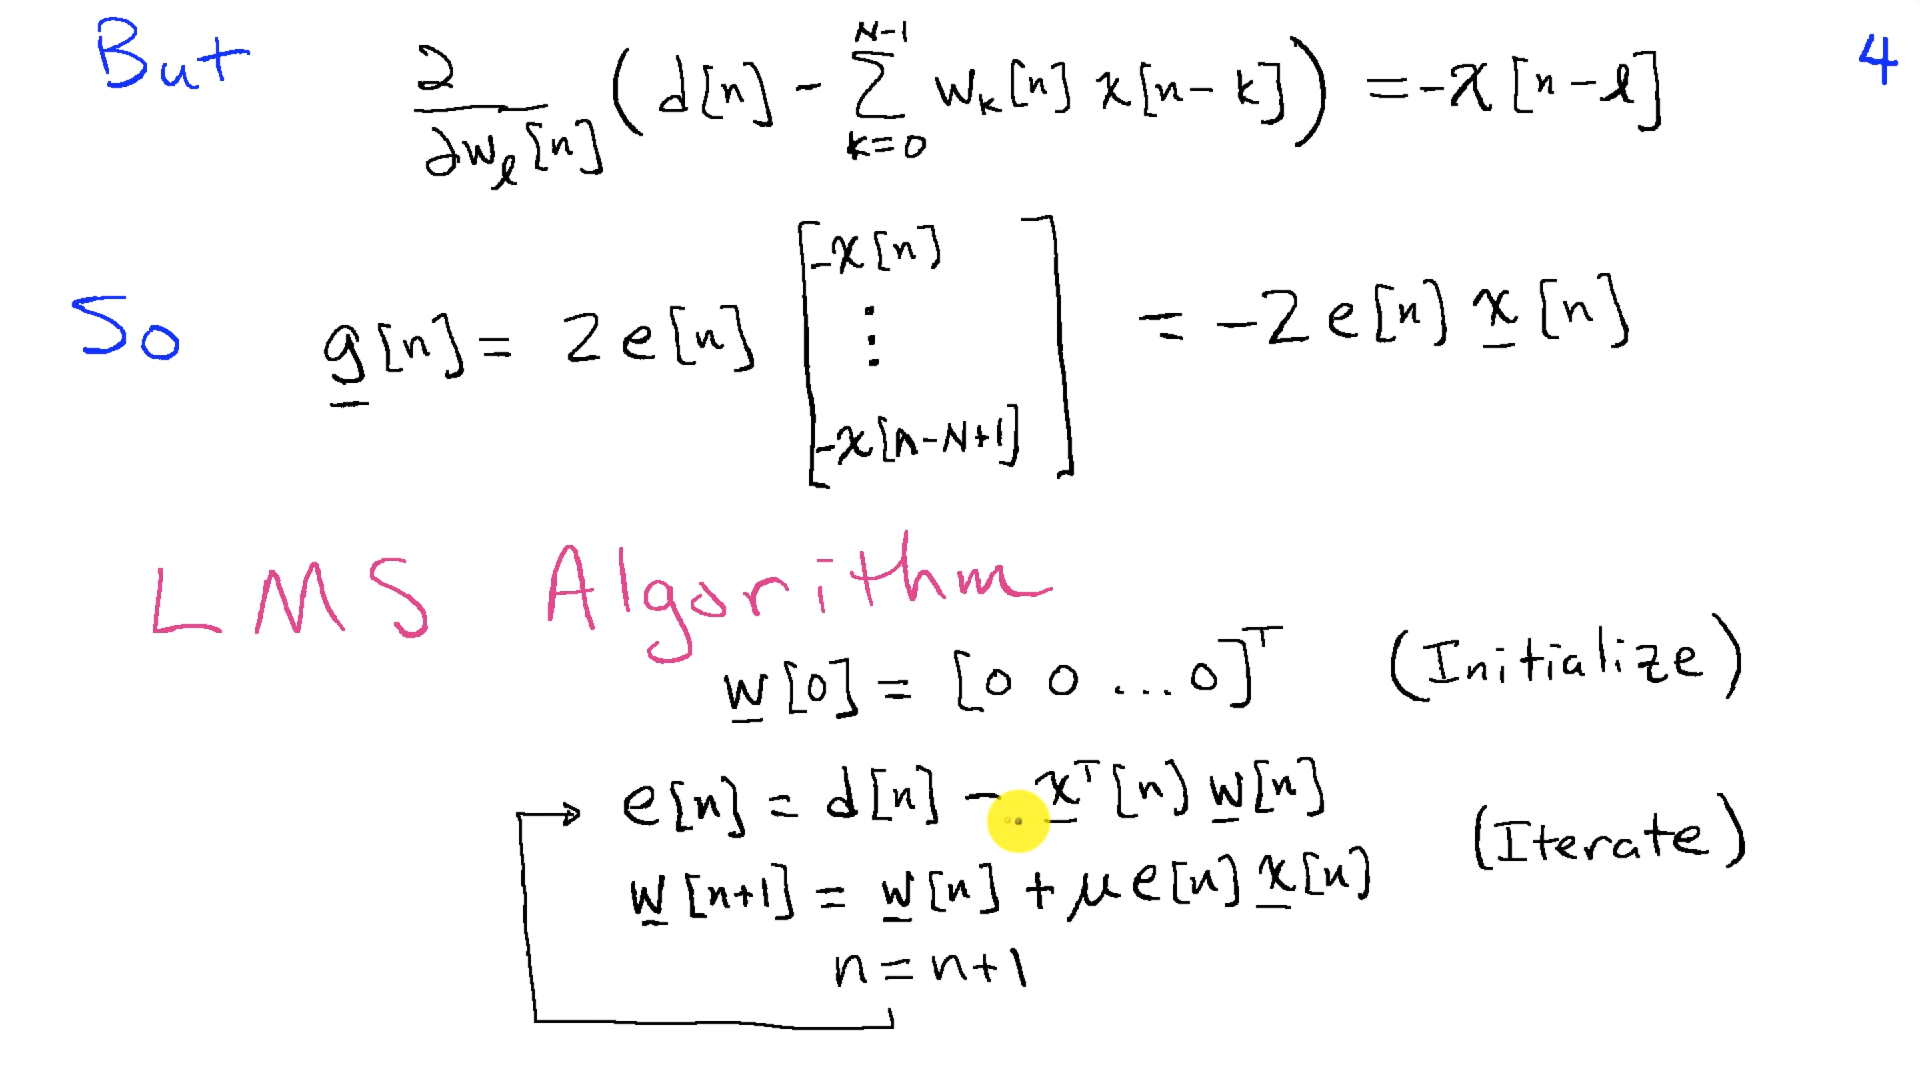 But ∂/∂w_ℓ[n] (d[n] - Σ_{k=0}^{N-1} w_k[n] x[n-k]) = -x[n-ℓ] 4
So g[n] = 2e[n] [-x[n] ⋮ -x[n-N+1]] = -2e[n] x[n]
LMS Algorithm
w[0] = [0 0 ... 0]^T (Initialize)
→ e[n] = d[n] - x^T[n] w[n]
(Iterate)
w[n+1] = w[n] + μ e[n] x[n]
n = n+1